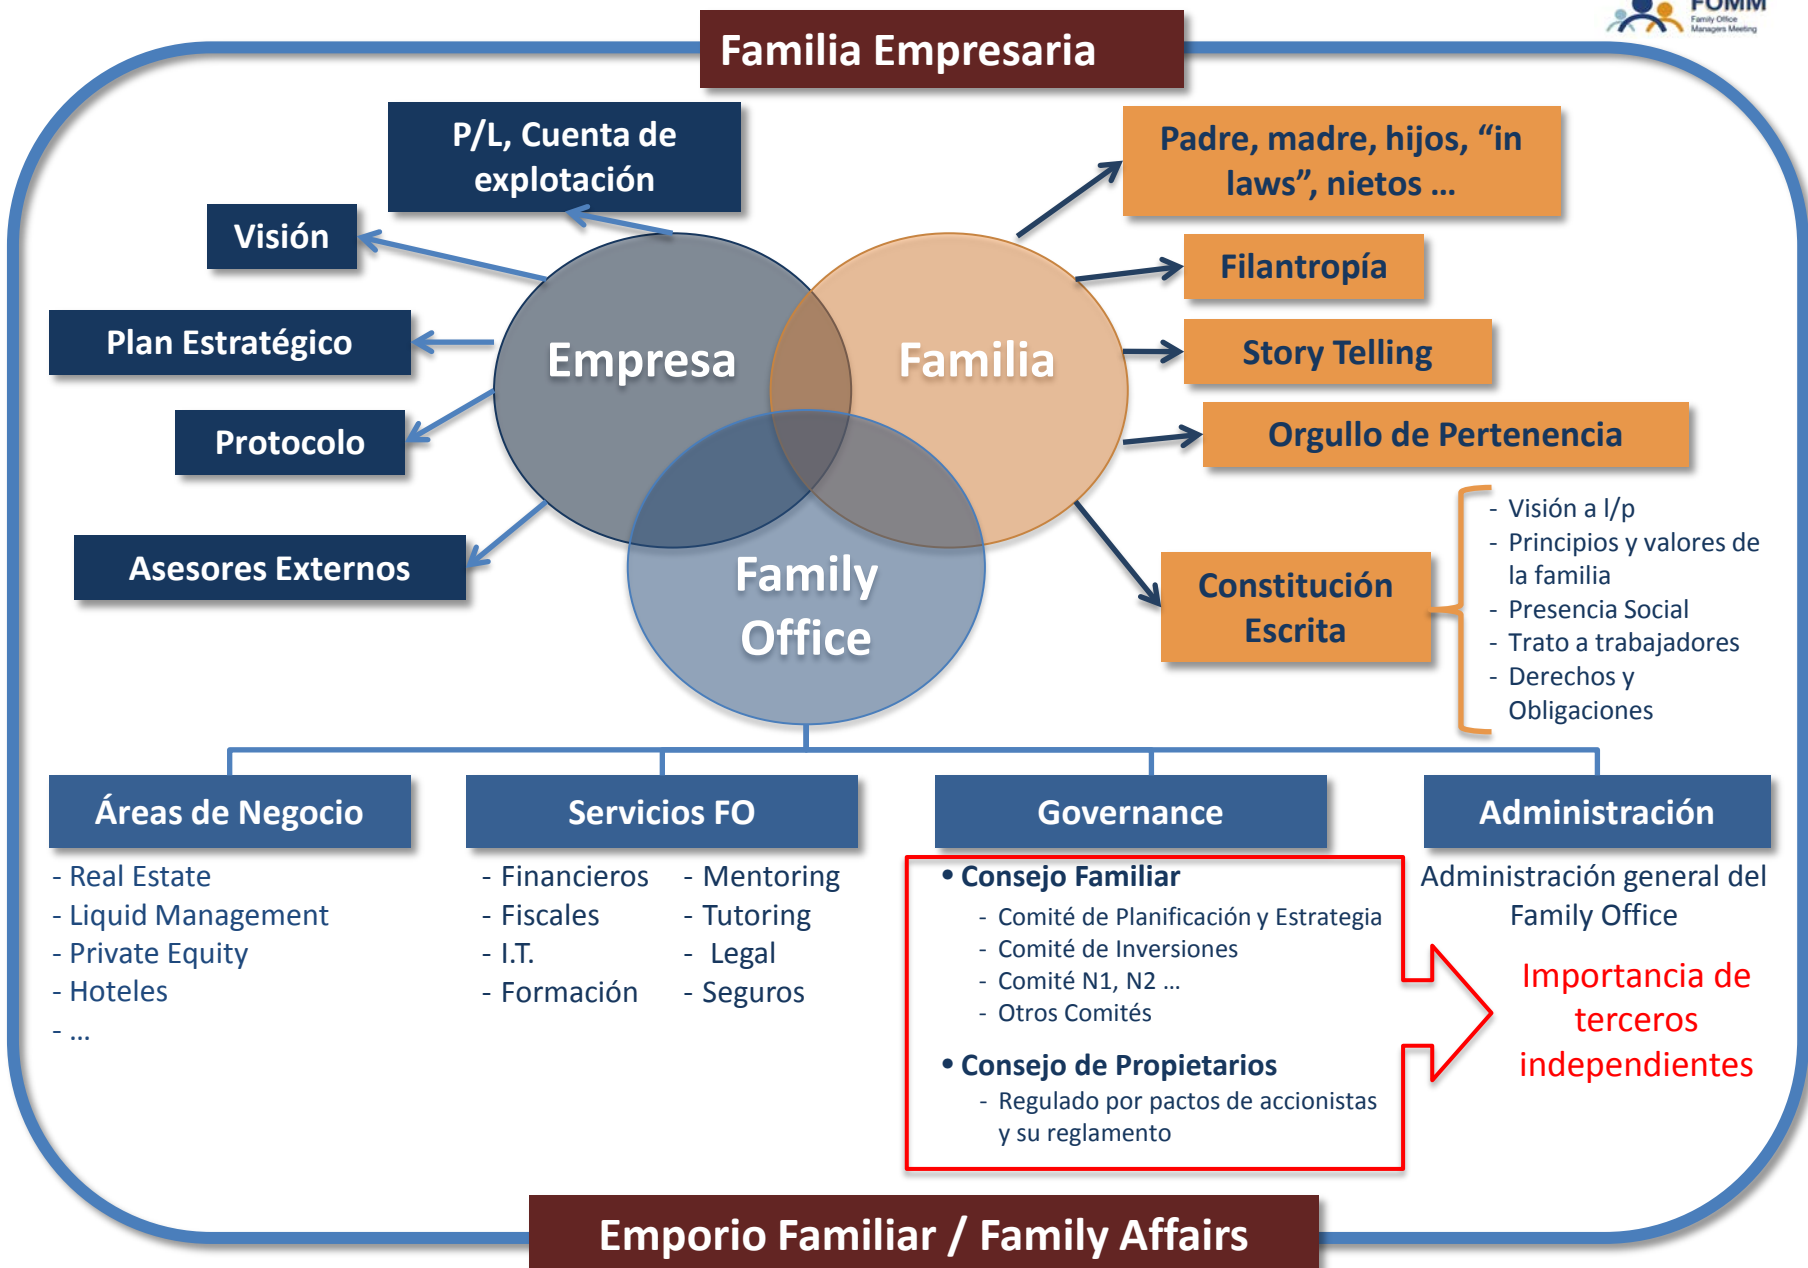 FOMM
Family Office
Managers Meeting
Familia Empresaria
P/L, Cuenta de
explotación
Visión
Plan Estratégico
Protocolo
Asesores Externos
Empresa
Familia
Family
Office
Padre, madre, hijos, “in
laws”, nietos ...
Filantropía
Story Telling
Orgullo de Pertenencia
Constitución
Escrita
- Visión a l/p
- Principios y valores de
la familia
- Presencia Social
- Trato a trabajadores
- Derechos y
Obligaciones
Áreas de Negocio
- Real Estate
- Liquid Management
- Private Equity
- Hoteles
- ...
Servicios FO
- Financieros
- Fiscales
- I.T.
- Formación
- Mentoring
- Tutoring
- Legal
- Seguros
Governance
• Consejo Familiar
- Comité de Planificación y Estrategia
- Comité de Inversiones
- Comité N1, N2 ...
- Otros Comités
• Consejo de Propietarios
- Regulado por pactos de accionistas
y su reglamento
Administración
Administración general del
Family Office
Importancia de
terceros
independientes
Emporio Familiar / Family Affairs